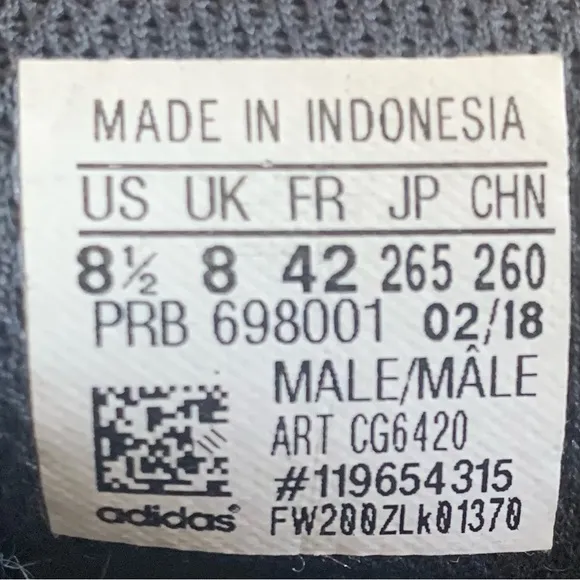 MADE IN INDONESIA
US UK FR JP CHN
8½ 8 42 265 260
PRB 698001 02/18
MALE/MÂLE
ART CG6420
#119654315
adidas FW200ZLk01370